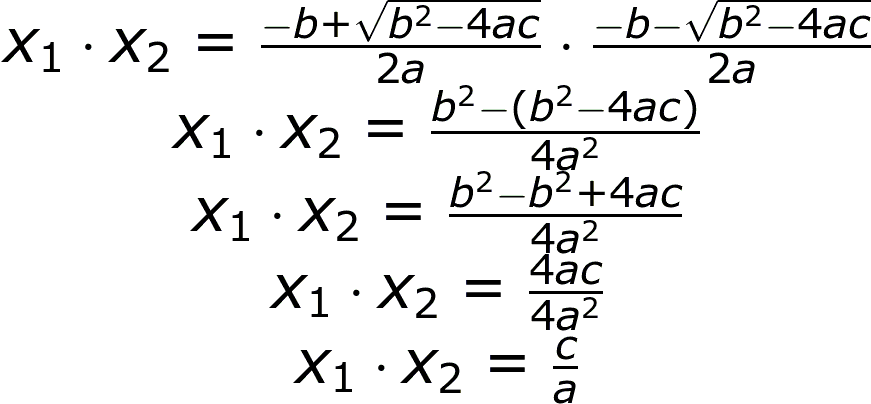 x₁ · x₂ = (−b+√(b²−4ac))/(2a) · (−b−√(b²−4ac))/(2a)
x₁ · x₂ = (b²−(b²−4ac))/(4a²)
x₁ · x₂ = (b²−b²+4ac)/(4a²)
x₁ · x₂ = (4ac)/(4a²)
x₁ · x₂ = c/a